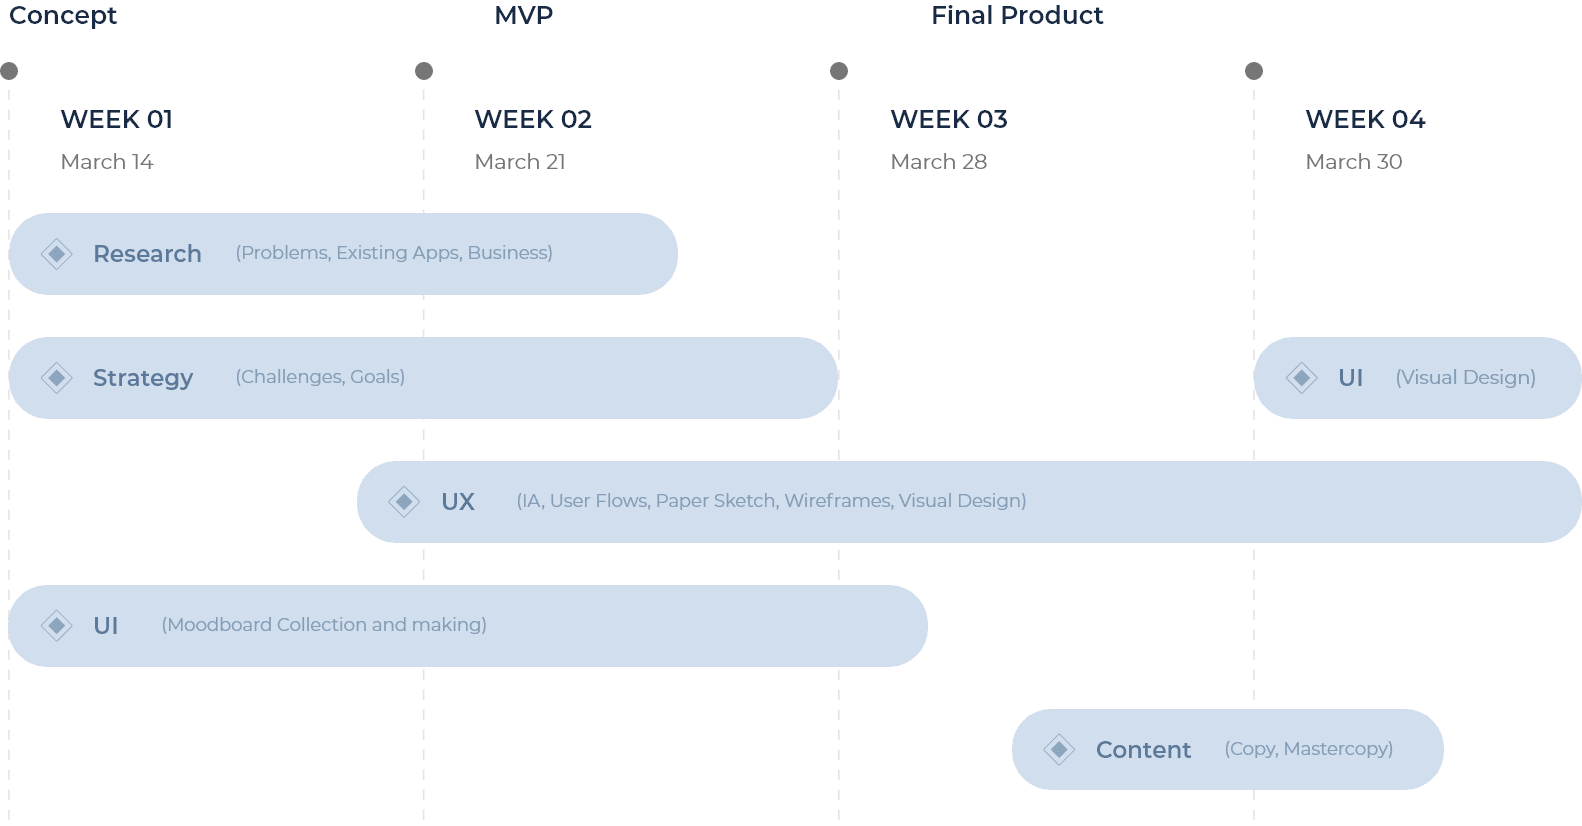 Concept
MVP
Final Product
WEEK 01
WEEK 02
WEEK 03
WEEK 04
March 14
March 21
March 28
March 30
Research (Problems, Existing Apps, Business)
Strategy (Challenges, Goals)
UI (Visual Design)
UX (IA, User Flows, Paper Sketch, Wireframes, Visual Design)
UI (Moodboard Collection and making)
Content (Copy, Mastercopy)